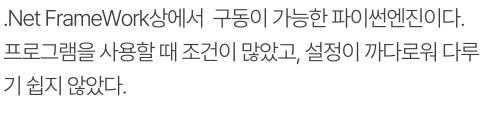 .Net FrameWork상에서  구동이 가능한 파이썬엔진이다.
프로그램을 사용할 때 조건이 많았고, 설정이 까다로워 다루
기 쉽지 않았다.